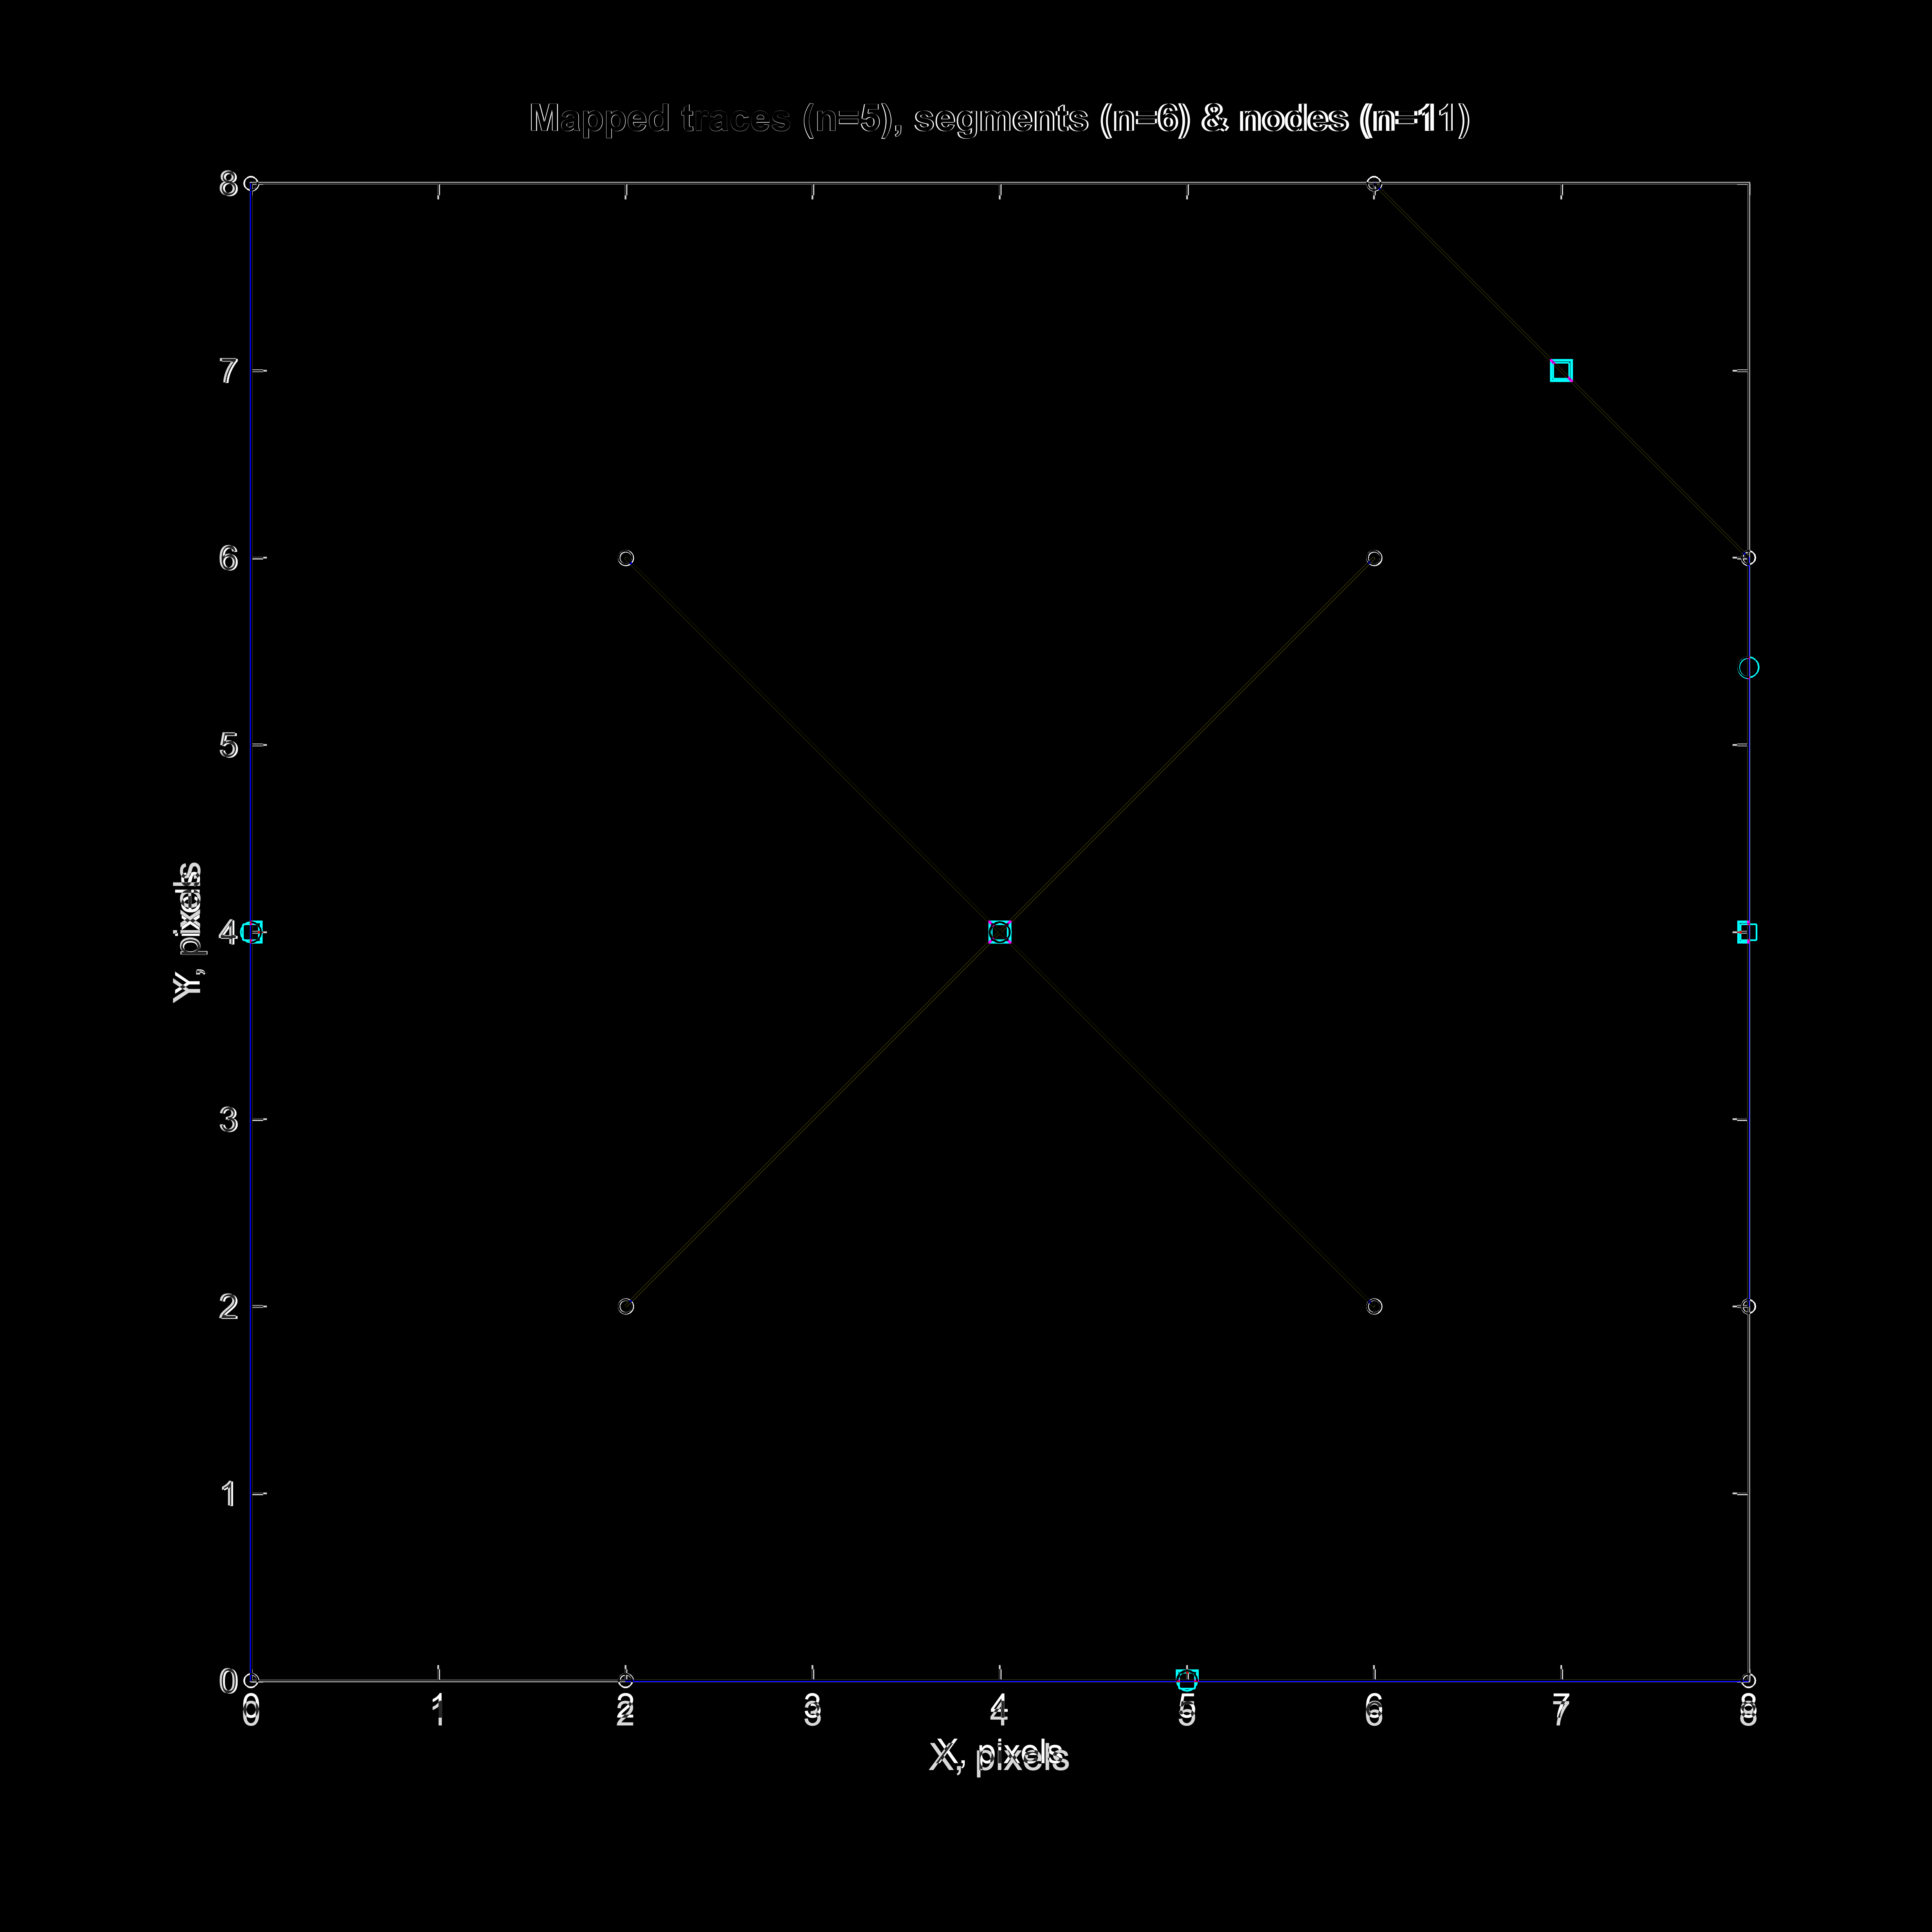 Mapped traces (n=5), segments (n=6) & nodes (n=11)
8
7
6
5
4
3
2
1
0
Y, pixels
0 1 2 3 4 5 6 7 8
X, pixels